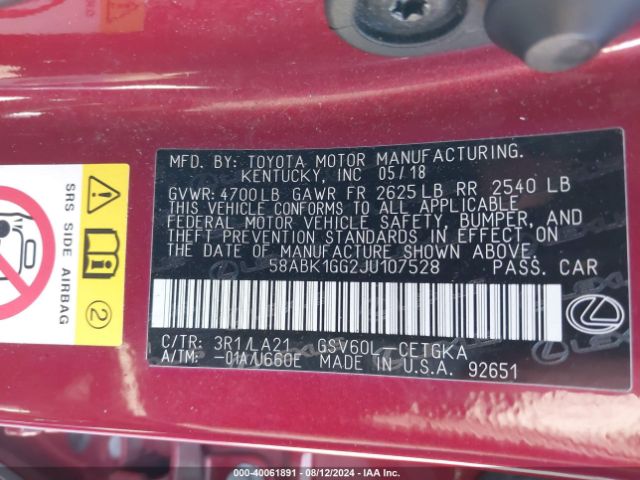 MFD. BY: TOYOTA MOTOR MANUFACTURING.
KENTUCKY, INC 05/18
GVWR: 4700LB GAWR FR 2625LB RR 2540 LB
THIS VEHICLE CONFORMS TO ALL APPLICABLE
FEDERAL MOTOR VEHICLE SAFETY, BUMPER, AND
THEFT PREVENTION STANDARDS IN EFFECT ON
THE DATE OF MANUFACTURE SHOWN ABOVE.
58ABK1GG2JU107528 PASS. CAR
C/TR: 3R1/LA21 GSV60L-CETGKA
A/TM: -01A/U660E MADE IN U.S.A. 92651
LEXUS
SRS SIDE AIRBAG
2
000-40061891 - 08/12/2024 - IAA Inc.